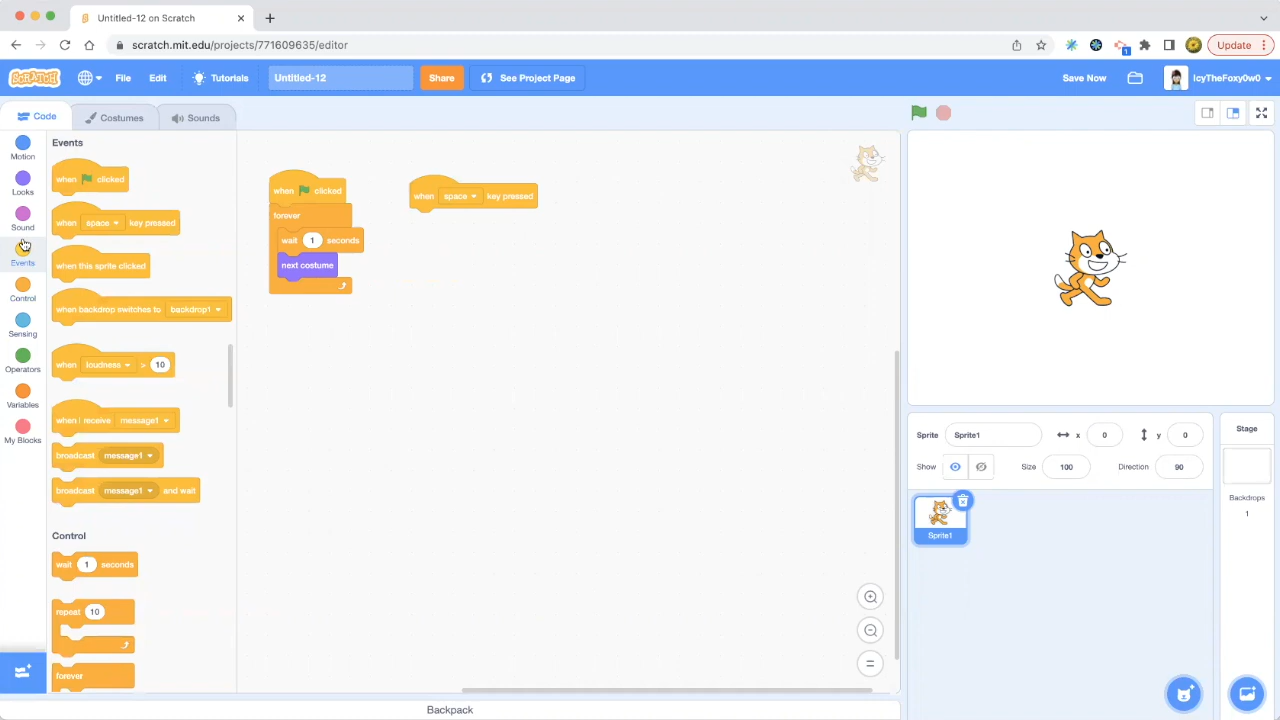 Untitled-12 on Scratch
scratch.mit.edu/projects/771609635/editor
1
Update
SCRATCH
File
Edit
Tutorials
Untitled-12
Share
See Project Page
Save Now
IcyTheFoxy0w0
Code
Costumes
Sounds
Motion
Looks
Sound
Events
Control
Sensing
Operators
Variables
My Blocks
Events
when clicked
when space key pressed
when this sprite clicked
when backdrop switches to backdrop1
when loudness > 10
when I receive message1
broadcast message1
broadcast message1 and wait
Control
wait 1 seconds
repeat 10
forever
when clicked
forever
wait 1 seconds
next costume
when space key pressed
Sprite Sprite1 x 0 y 0
Show Size 100 Direction 90
Sprite1
Stage
Backdrops
1
Backpack